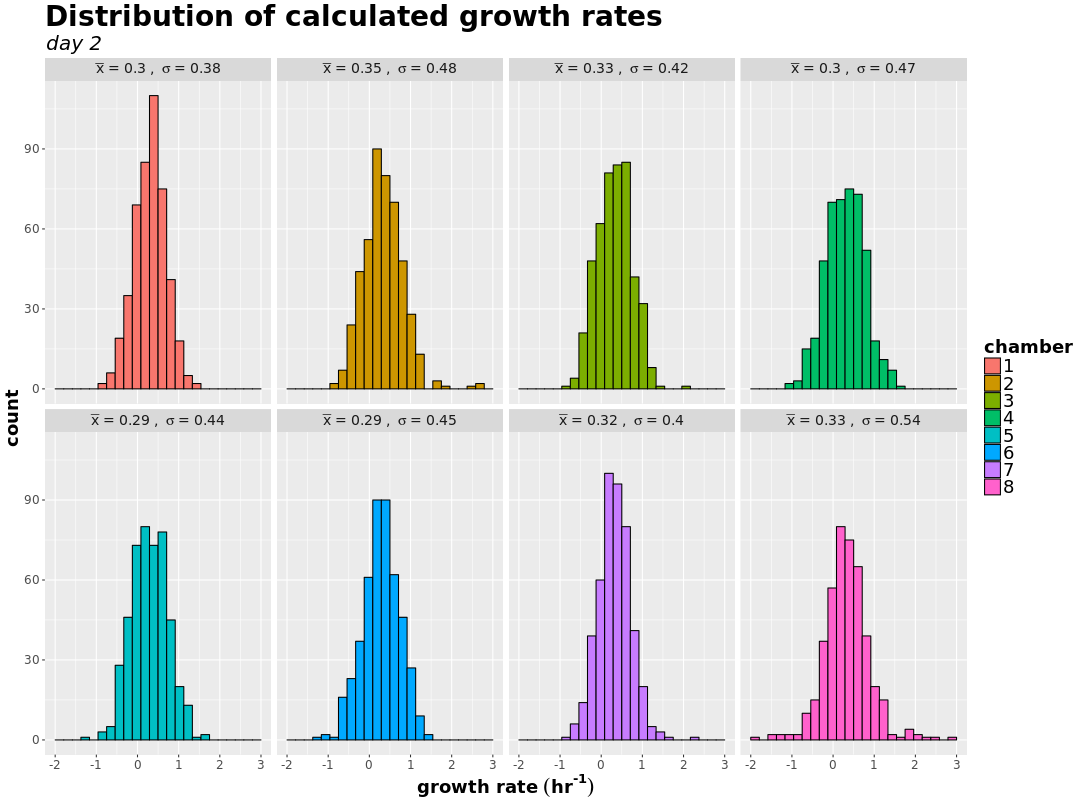 Distribution of calculated growth rates
day 2
x̅ = 0.3 , σ = 0.38
x̅ = 0.35 , σ = 0.48
x̅ = 0.33 , σ = 0.42
x̅ = 0.3 , σ = 0.47
90
60
30
0
x̅ = 0.29 , σ = 0.44
x̅ = 0.29 , σ = 0.45
x̅ = 0.32 , σ = 0.4
x̅ = 0.33 , σ = 0.54
90
60
30
0
-2 -1 0 1 2 3
-2 -1 0 1 2 3
-2 -1 0 1 2 3
-2 -1 0 1 2 3
count
growth rate (hr⁻¹)
chamber
1
2
3
4
5
6
7
8